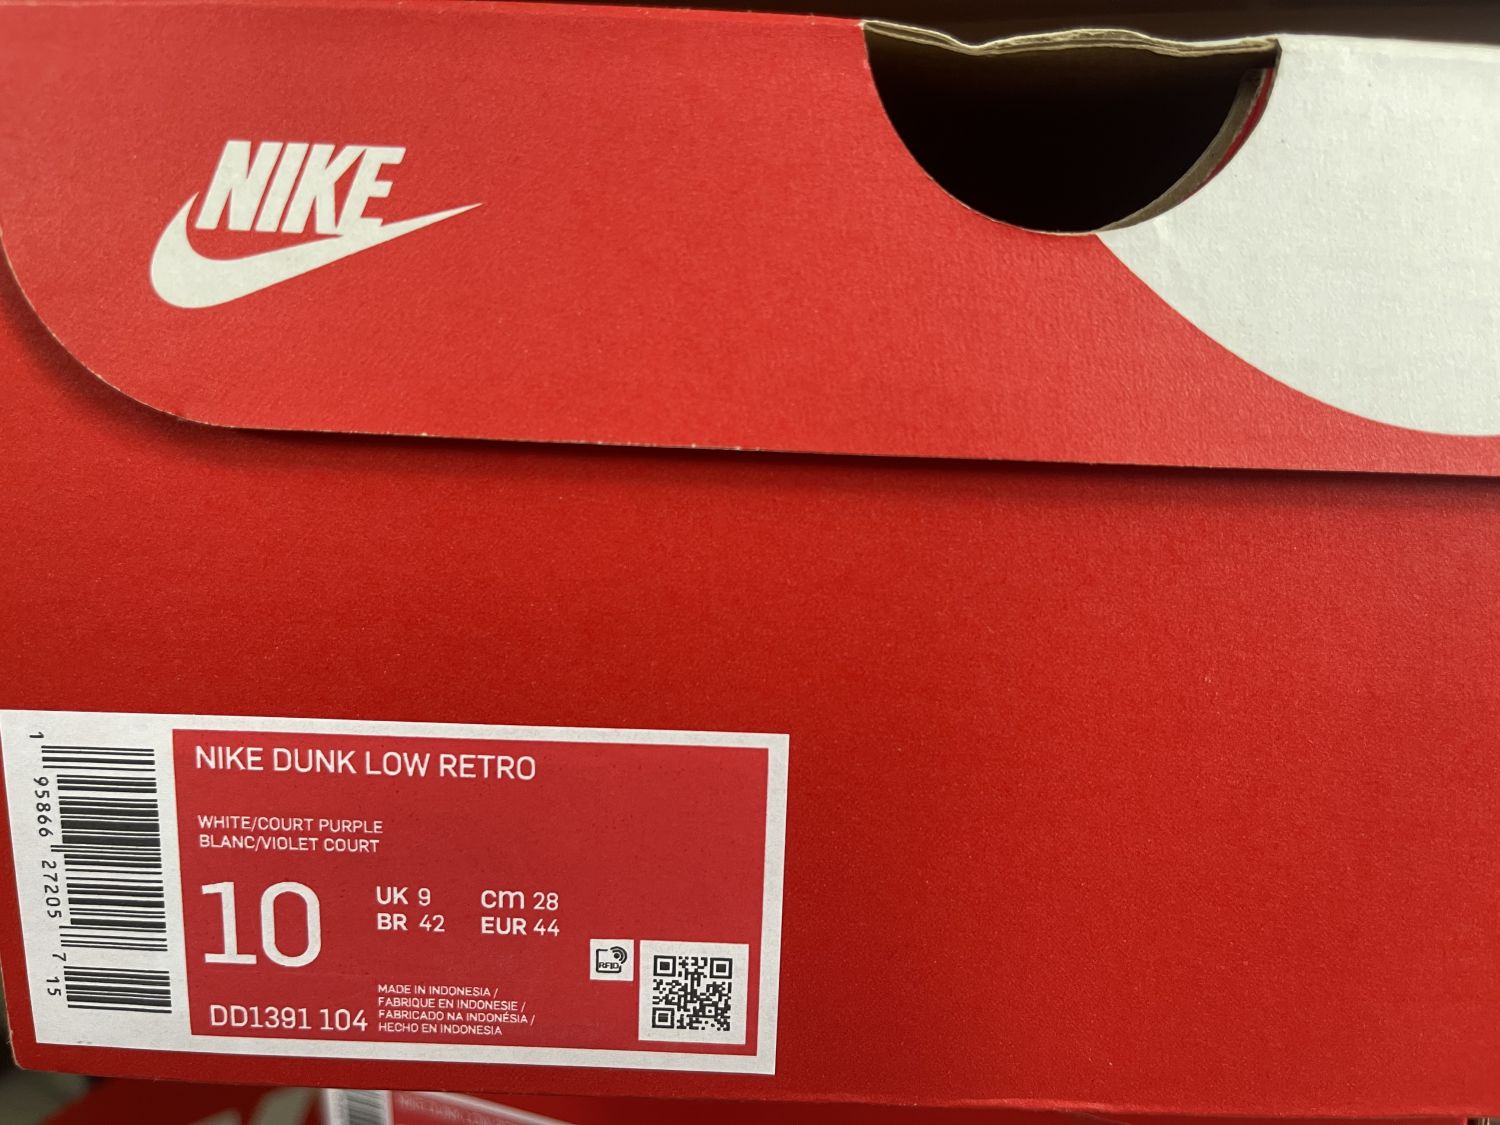 NIKE
NIKE DUNK LOW RETRO
WHITE/COURT PURPLE
BLANC/VIOLET COURT
10
UK 9 cm 28
BR 42 EUR 44
RFID
DD1391 104
MADE IN INDONESIA /
FABRIQUE EN INDONESIE /
FABRICADO NA INDONÉSIA /
HECHO EN INDONESIA
1 95866 27205 7 15